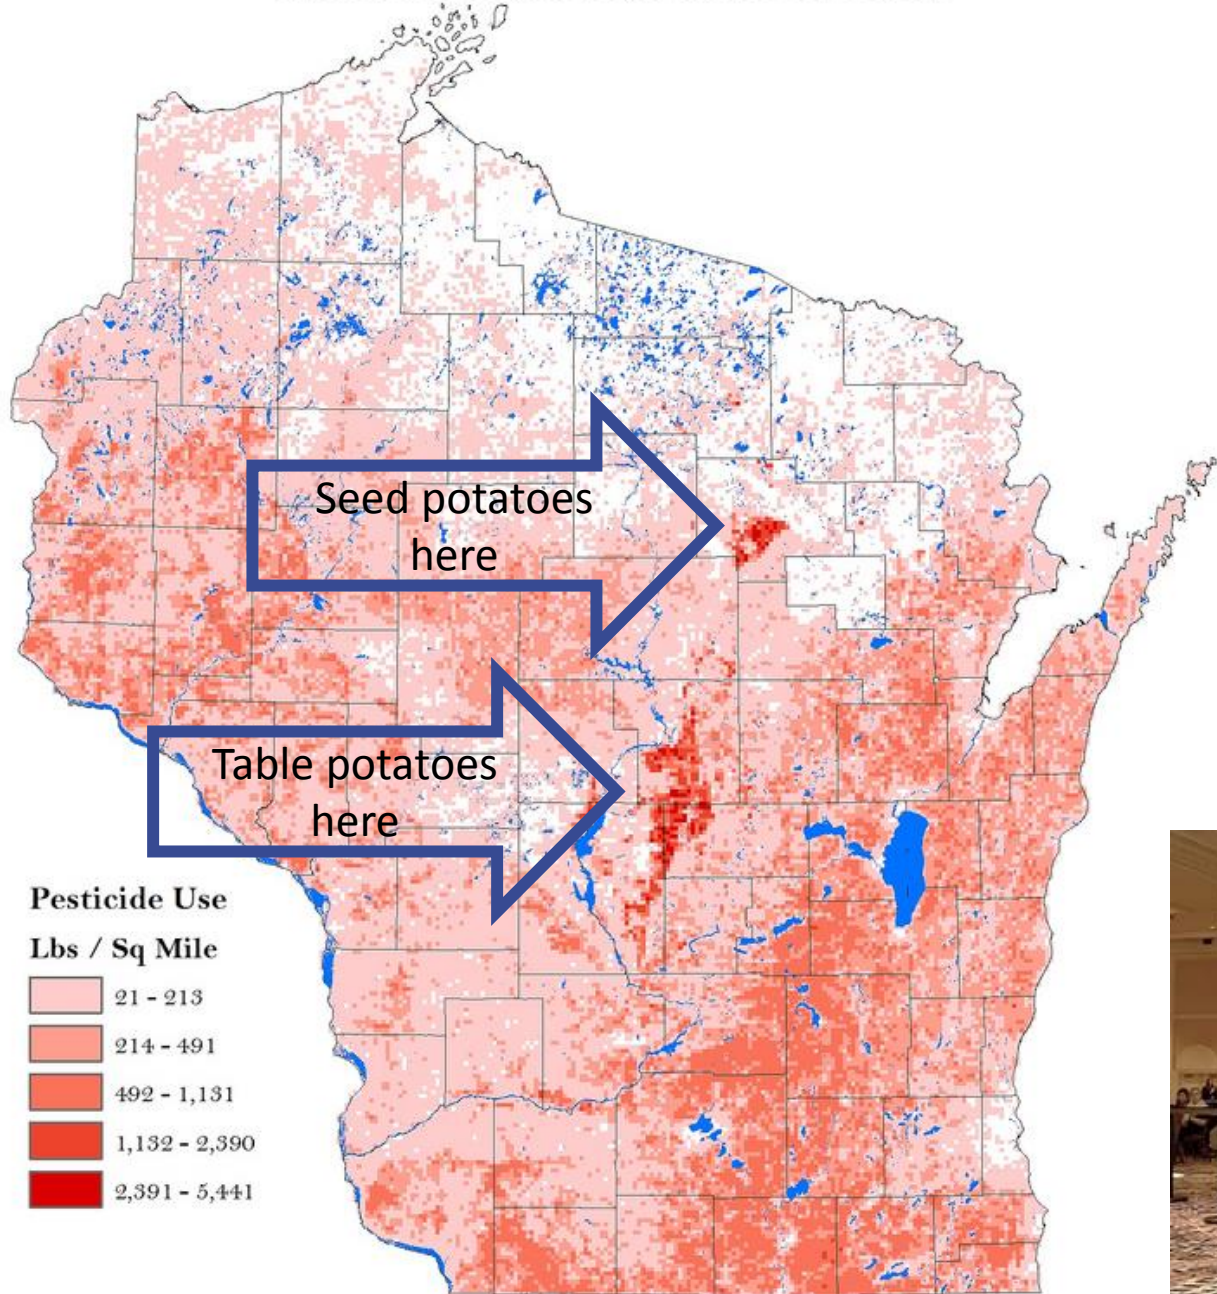 Seed potatoes
here
Table potatoes
here
Pesticide Use
Lbs / Sq Mile
21 - 213
214 - 491
492 - 1,131
1,132 - 2,390
2,391 - 5,441